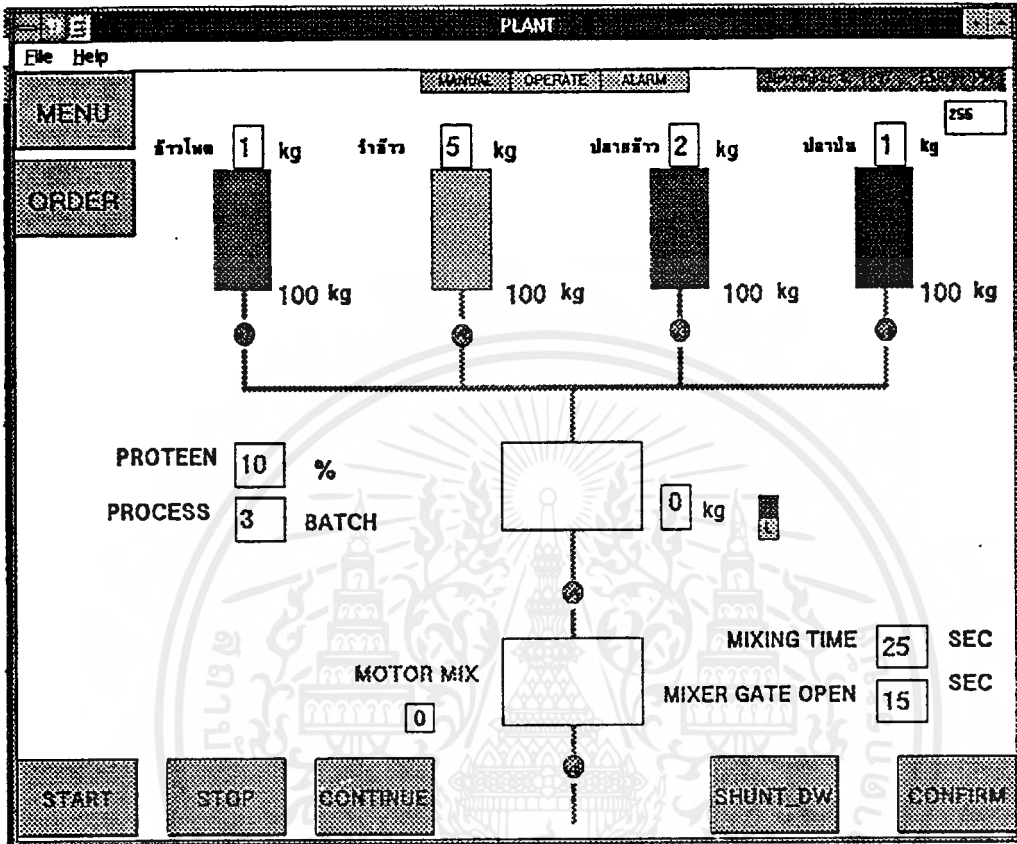 PLANT
File Help
MANUAL OPERATE ALARM
MENU
256
ข้าวโพด 1 kg รำข้าว 5 kg ปลายข้าว 2 kg ปลาป่น 1 kg
ORDER
100 kg 100 kg 100 kg 100 kg
PROTEEN 10 %
PROCESS 3 BATCH
0 kg
L
MIXING TIME 25 SEC
MOTOR MIX
MIXER GATE OPEN 15 SEC
0
START STOP CONTINUE SHUNT_DW CONFIRM